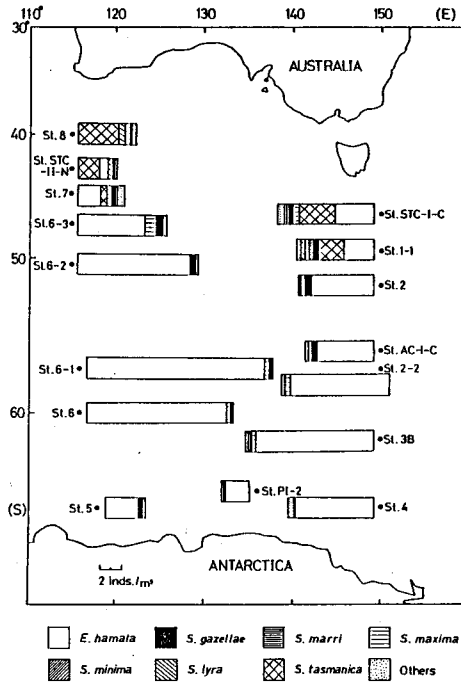 110° 120 130 140 150 (E)
30°
AUSTRALIA
40
St.8
St. STC
-II-N
St.7
St.6-3
St. STC-I-C
50
St.6-2
St.1-1
St.2
St. AC-I-C
St.6-1
St. 2-2
60
St.6
St. 3B
St.PI-2
(S)
St.5
St.4
ANTARCTICA
2 inds./m³
E. hamata S. gazellae S. marri S. maxima
S. minima S. lyra S. tasmanica Others